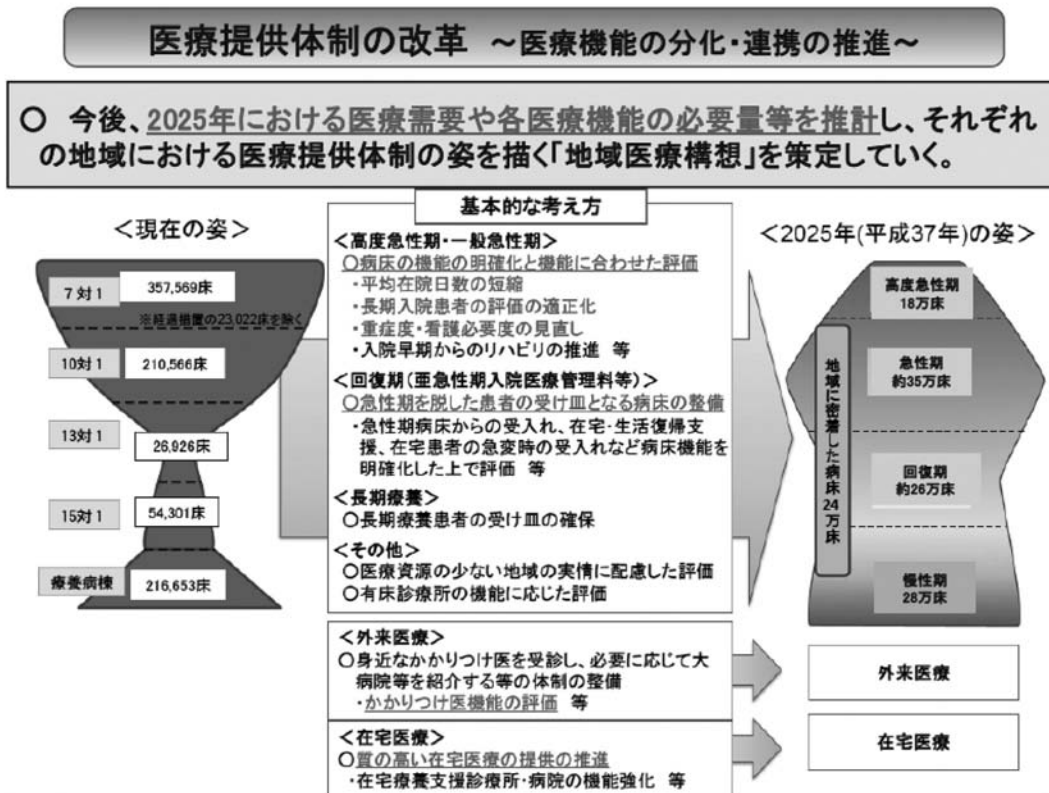 医療提供体制の改革 ～医療機能の分化・連携の推進～
○ 今後、2025年における医療需要や各医療機能の必要量等を推計し、それぞれ
の地域における医療提供体制の姿を描く「地域医療構想」を策定していく。
＜現在の姿＞
7対1
357,569床
※経過措置の23,022床を除く
10対1
210,566床
13対1
26,926床
15対1
54,301床
療養病棟
216,653床
基本的な考え方
＜高度急性期・一般急性期＞
○病床の機能の明確化と機能に合わせた評価
・平均在院日数の短縮
・長期入院患者の評価の適正化
・重症度・看護必要度の見直し
・入院早期からのリハビリの推進 等
＜回復期（亜急性期入院医療管理料等）＞
○急性期を脱した患者の受け皿となる病床の整備
・急性期病床からの受入れ、在宅・生活復帰支
援、在宅患者の急変時の受入れなど病床機能を
明確化した上で評価 等
＜長期療養＞
○長期療養患者の受け皿の確保
＜その他＞
○医療資源の少ない地域の実情に配慮した評価
○有床診療所の機能に応じた評価
＜外来医療＞
○身近なかかりつけ医を受診し、必要に応じて大
病院等を紹介する等の体制の整備
・かかりつけ医機能の評価 等
＜在宅医療＞
○質の高い在宅医療の提供の推進
・在宅療養支援診療所・病院の機能強化 等
＜2025年(平成37年)の姿＞
地域に密着した病床24万床
高度急性期
18万床
急性期
約35万床
回復期
約26万床
慢性期
28万床
外来医療
在宅医療